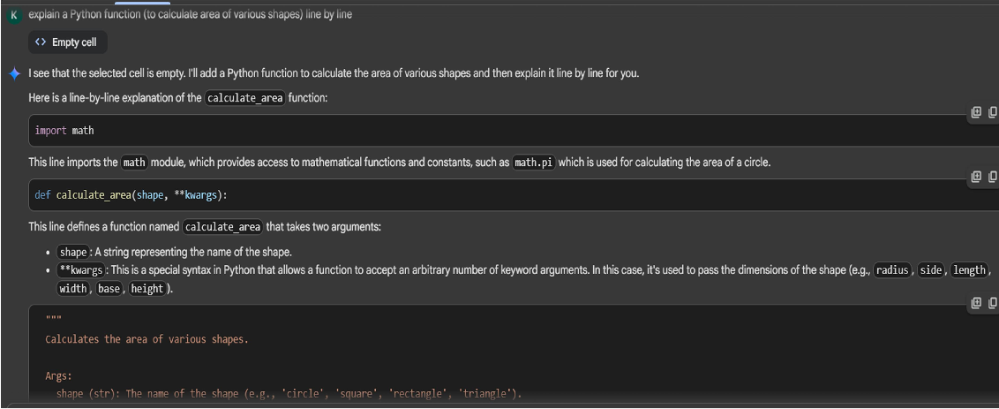 K explain a Python function (to calculate area of various shapes) line by line
<> Empty cell
I see that the selected cell is empty. I'll add a Python function to calculate the area of various shapes and then explain it line by line for you.
Here is a line-by-line explanation of the calculate_area function:
import math
This line imports the math module, which provides access to mathematical functions and constants, such as math.pi which is used for calculating the area of a circle.
def calculate_area(shape, **kwargs):
This line defines a function named calculate_area that takes two arguments:
• shape: A string representing the name of the shape.
• **kwargs: This is a special syntax in Python that allows a function to accept an arbitrary number of keyword arguments. In this case, it's used to pass the dimensions of the shape (e.g., radius, side, length,
width, base, height).
"""
Calculates the area of various shapes.
Args:
shape (str): The name of the shape (e.g., 'circle', 'square', 'rectangle', 'triangle').